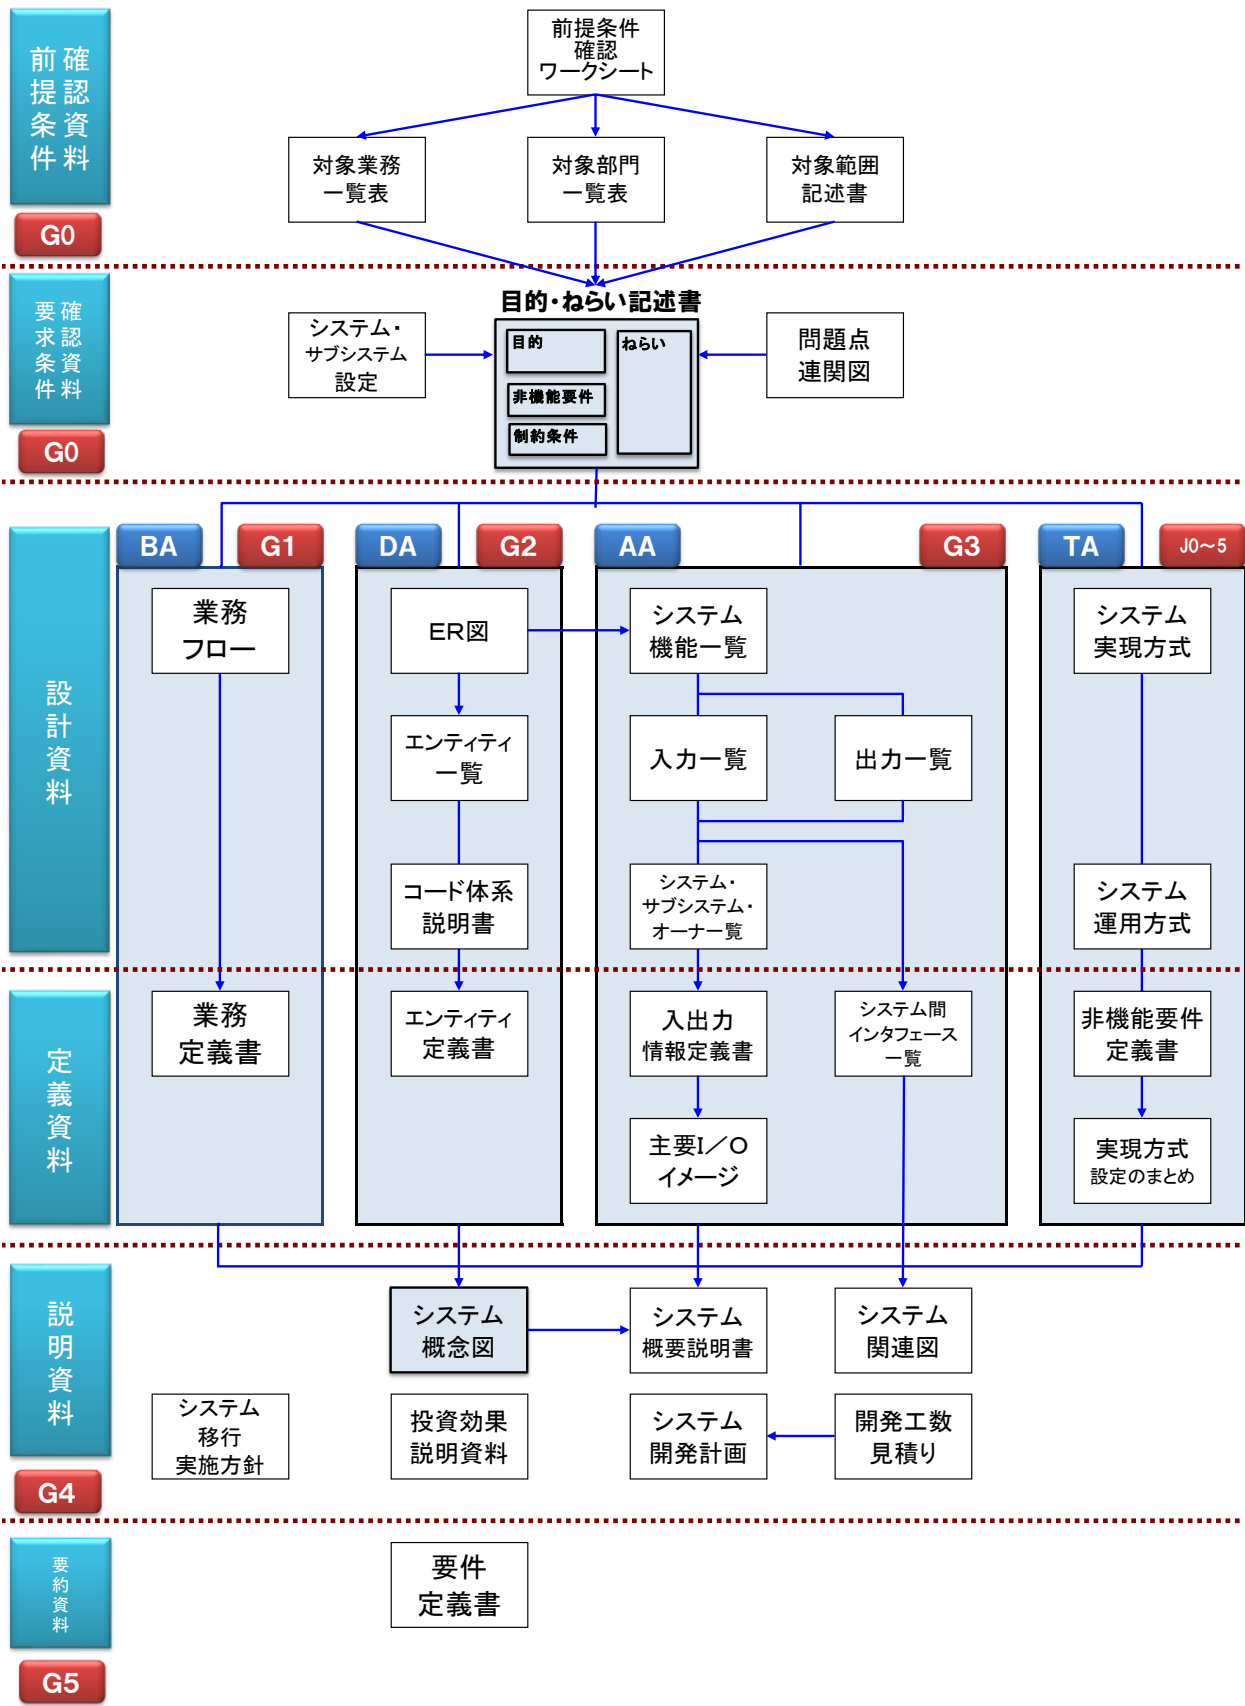 前提条件
確認資料
G0
前提条件
確認
ワークシート
対象業務
一覧表
対象部門
一覧表
対象範囲
記述書
要求条件
確認資料
G0
目的・ねらい記述書
システム・
サブシステム
設定
目的
ねらい
非機能要件
制約条件
問題点
連関図
設計資料
BA
G1
DA
G2
AA
G3
TA
J0～5
業務
フロー
ER図
システム
機能一覧
システム
実現方式
エンティティ
一覧
入力一覧
出力一覧
コード体系
説明書
システム・
サブシステム・
オーナ一覧
システム
運用方式
定義資料
業務
定義書
エンティティ
定義書
入出力
情報定義書
システム間
インタフェース
一覧
非機能要件
定義書
主要I／O
イメージ
実現方式
設定のまとめ
説明資料
G4
システム
概念図
システム
概要説明書
システム
関連図
システム
移行
実施方針
投資効果
説明資料
システム
開発計画
開発工数
見積り
要約資料
G5
要件
定義書